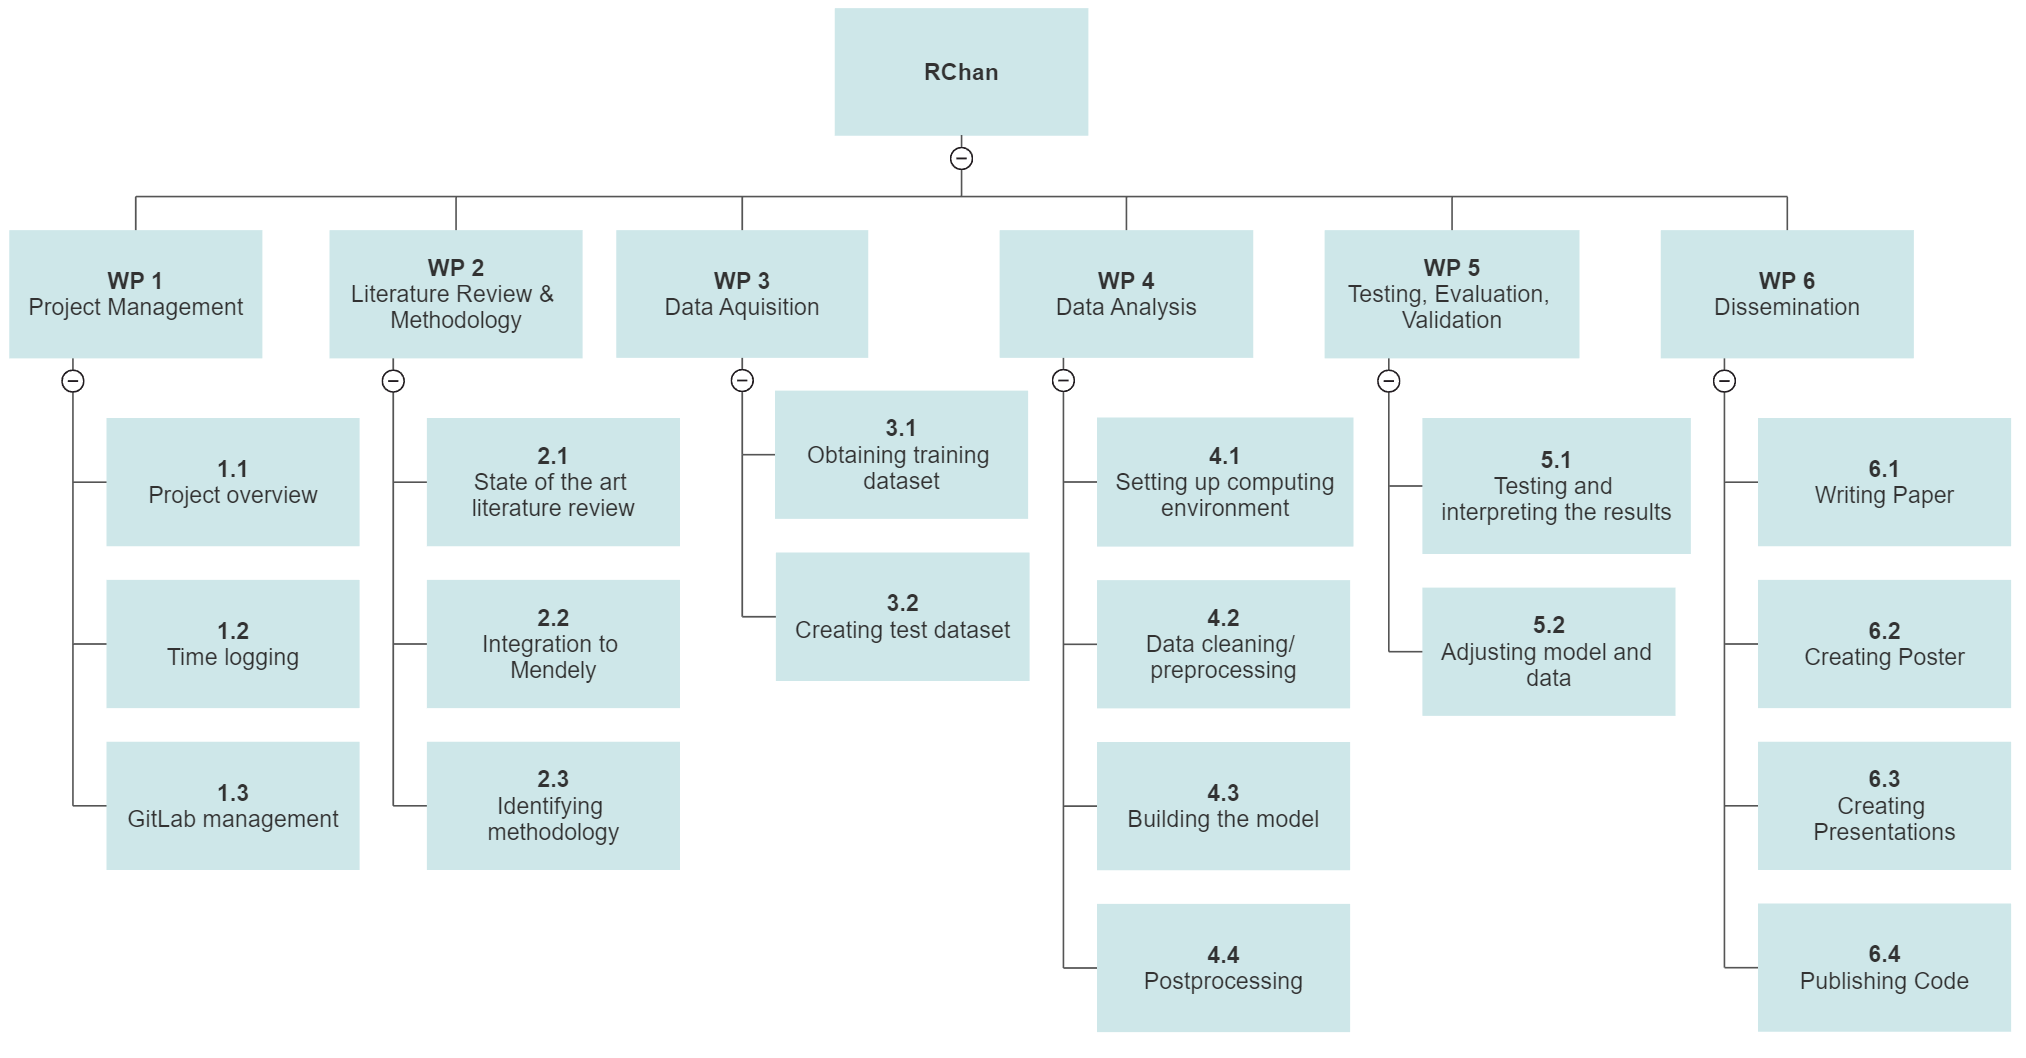 RChan
WP 1
Project Management
WP 2
Literature Review &
Methodology
WP 3
Data Aquisition
WP 4
Data Analysis
WP 5
Testing, Evaluation,
Validation
WP 6
Dissemination
1.1
Project overview
1.2
Time logging
1.3
GitLab management
2.1
State of the art
literature review
2.2
Integration to
Mendely
2.3
Identifying
methodology
3.1
Obtaining training
dataset
3.2
Creating test dataset
4.1
Setting up computing
environment
4.2
Data cleaning/
preprocessing
4.3
Building the model
4.4
Postprocessing
5.1
Testing and
interpreting the results
5.2
Adjusting model and
data
6.1
Writing Paper
6.2
Creating Poster
6.3
Creating
Presentations
6.4
Publishing Code